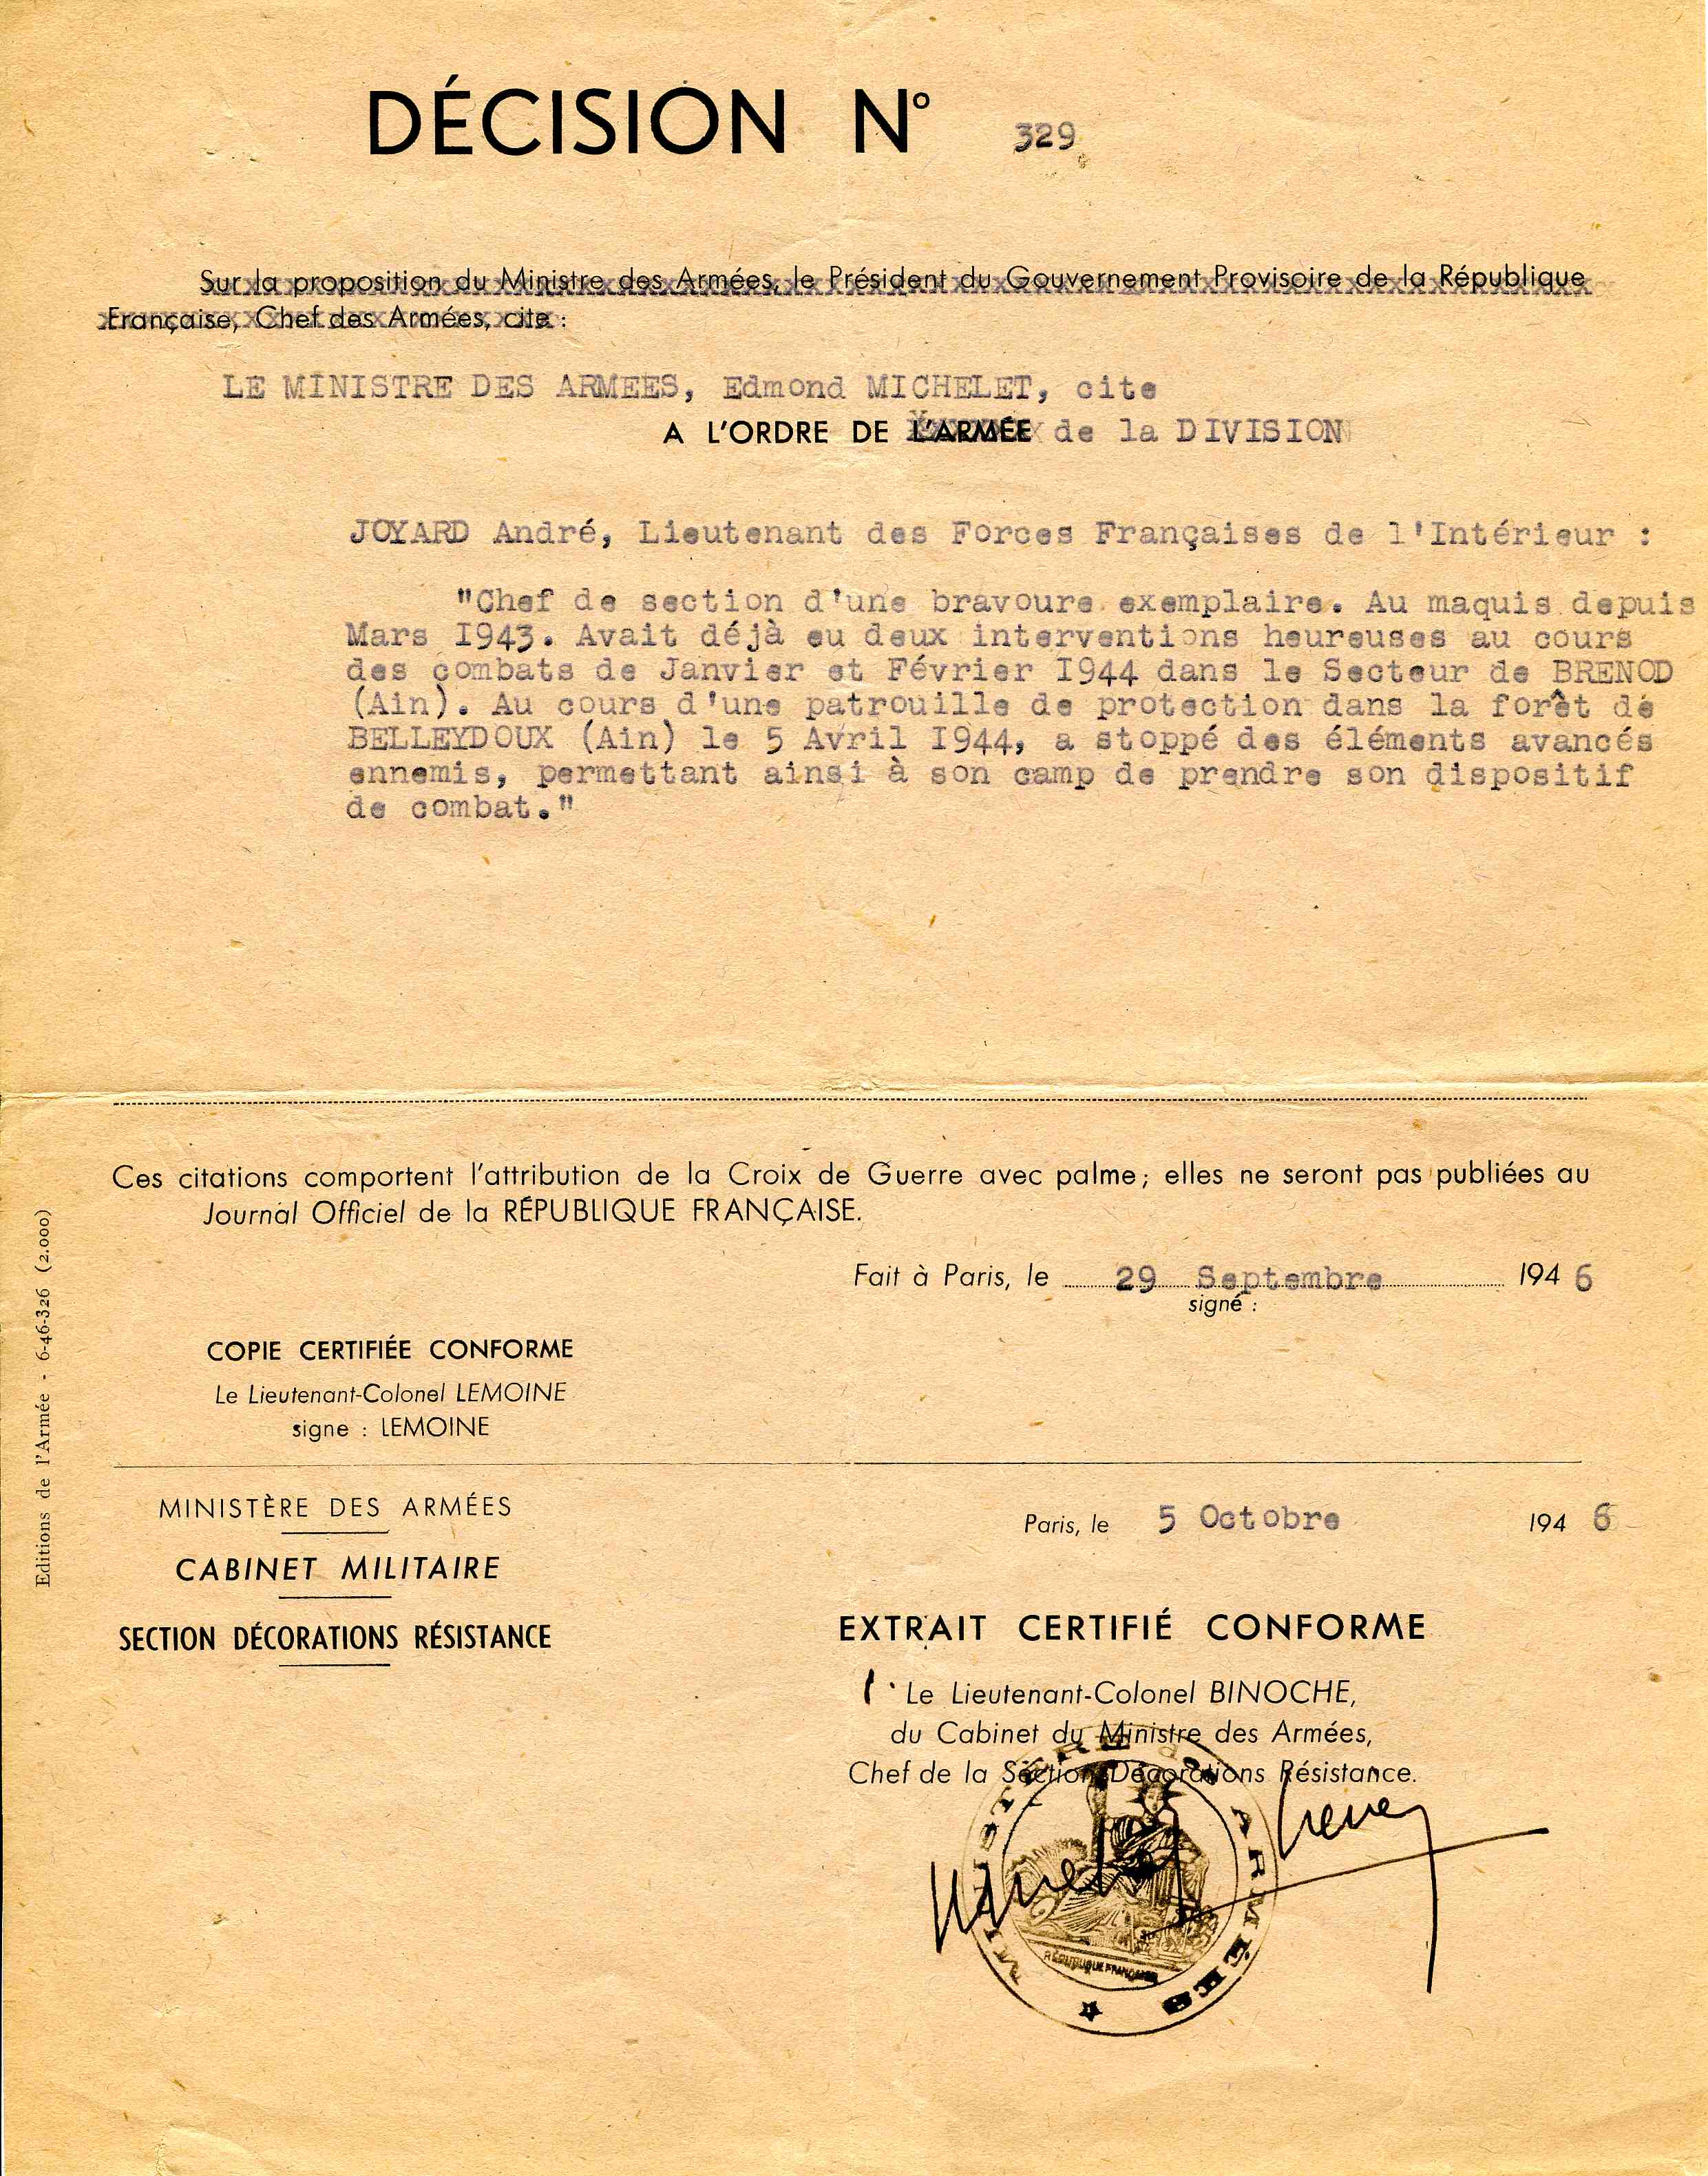 DÉCISION N° 329
Sur la proposition du Ministre des Armées, le Président du Gouvernement Provisoire de la République
Française, Chef des Armées, cite :
LE MINISTRE DES ARMEES, Edmond MICHELET, cite
A L'ORDRE DE L'ARMÉE de la DIVISION
JOYARD André, Lieutenant des Forces Françaises de l'Intérieur :
"Chef de section d'une bravoure exemplaire. Au maquis depuis
Mars 1943. Avait déjà eu deux interventions heureuses au cours
des combats de Janvier et Février 1944 dans le Secteur de BRENOD
(Ain). Au cours d'une patrouille de protection dans la forêt de
BELLEYDOUX (Ain) le 5 Avril 1944, a stoppé des éléments avancés
ennemis, permettant ainsi à son camp de prendre son dispositif
de combat."
Ces citations comportent l'attribution de la Croix de Guerre avec palme; elles ne seront pas publiées au
Journal Officiel de la RÉPUBLIQUE FRANÇAISE.
Fait à Paris, le 29 Septembre 1946
signé :
COPIE CERTIFIÉE CONFORME
Le Lieutenant-Colonel LEMOINE
signe : LEMOINE
Editions de l'Armée - 6-46-326 (2.000)
MINISTÈRE DES ARMÉES
CABINET MILITAIRE
SECTION DÉCORATIONS RÉSISTANCE
Paris, le 5 Octobre 1946
EXTRAIT CERTIFIÉ CONFORME
Le Lieutenant-Colonel BINOCHE,
du Cabinet du Ministre des Armées,
Chef de la Section Décorations Résistance.
MINISTÈRE des ARMÉES
RÉPUBLIQUE FRANÇAISE